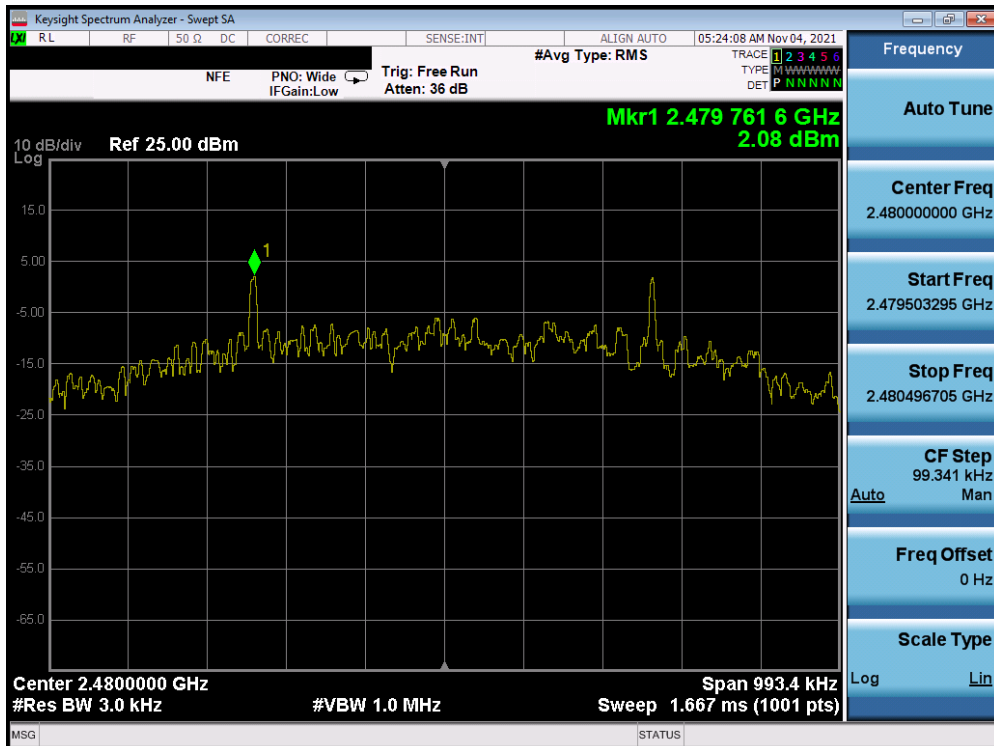 Keysight Spectrum Analyzer - Swept SA
LXI RL RF 50 Ω DC CORREC SENSE:INT ALIGN AUTO 05:24:08 AM Nov 04, 2021
#Avg Type: RMS TRACE 1 2 3 4 5 6
NFE PNO: Wide Trig: Free Run TYPE M WWWWW
IFGain:Low Atten: 36 dB DET P N N N N N
Mkr1 2.479 761 6 GHz
2.08 dBm
10 dB/div Ref 25.00 dBm
Log
15.0
1
5.00
-5.00
-15.0
-25.0
-35.0
-45.0
-55.0
-65.0
Center 2.4800000 GHz Span 993.4 kHz
#Res BW 3.0 kHz #VBW 1.0 MHz Sweep 1.667 ms (1001 pts)
MSG STATUS
Frequency
Auto Tune
Center Freq
2.480000000 GHz
Start Freq
2.479503295 GHz
Stop Freq
2.480496705 GHz
CF Step
99.341 kHz
Auto Man
Freq Offset
0 Hz
Scale Type
Log Lin